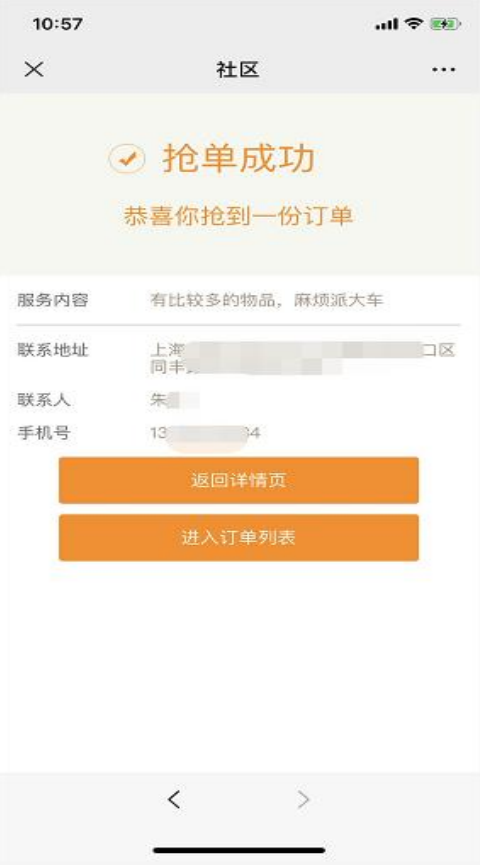 10:57
社区
抢单成功
恭喜你抢到一份订单
服务内容 有比较多的物品，麻烦派大车
联系地址 上海 口区
同丰
联系人 朱
手机号 13 34
返回详情页
进入订单列表